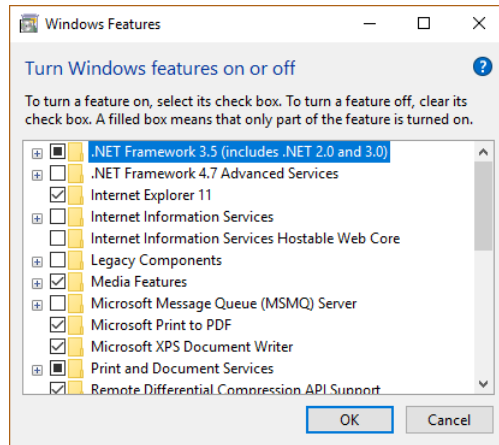 Windows Features
Turn Windows features on or off
?
To turn a feature on, select its check box. To turn a feature off, clear its
check box. A filled box means that only part of the feature is turned on.
.NET Framework 3.5 (includes .NET 2.0 and 3.0)
.NET Framework 4.7 Advanced Services
Internet Explorer 11
Internet Information Services
Internet Information Services Hostable Web Core
Legacy Components
Media Features
Microsoft Message Queue (MSMQ) Server
Microsoft Print to PDF
Microsoft XPS Document Writer
Print and Document Services
Remote Differential Compression API Support
OK
Cancel